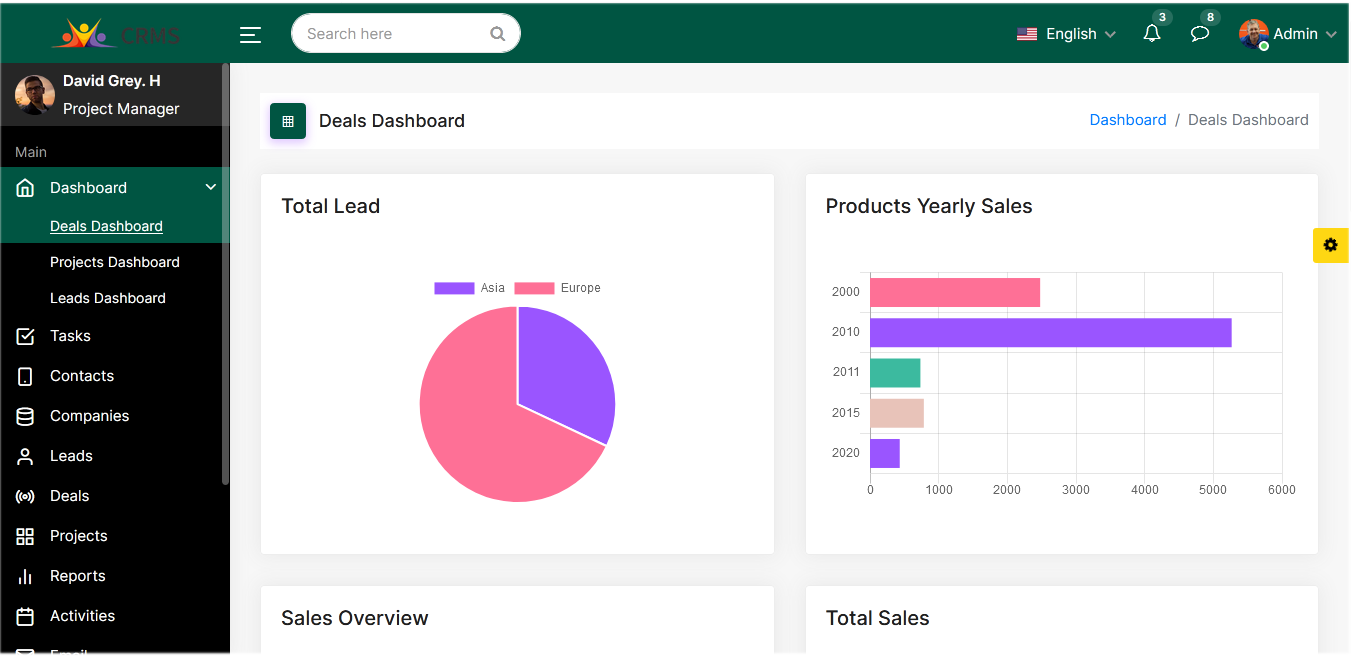 CRMS
Search here
English
3
8
Admin
David Grey. H
Project Manager
Main
Dashboard
Deals Dashboard
Projects Dashboard
Leads Dashboard
Tasks
Contacts
Companies
Leads
Deals
Projects
Reports
Activities
Email
Deals Dashboard
Dashboard / Deals Dashboard
Total Lead
Asia Europe
Products Yearly Sales
2000
2010
2011
2015
2020
0 1000 2000 3000 4000 5000 6000
Sales Overview
Total Sales